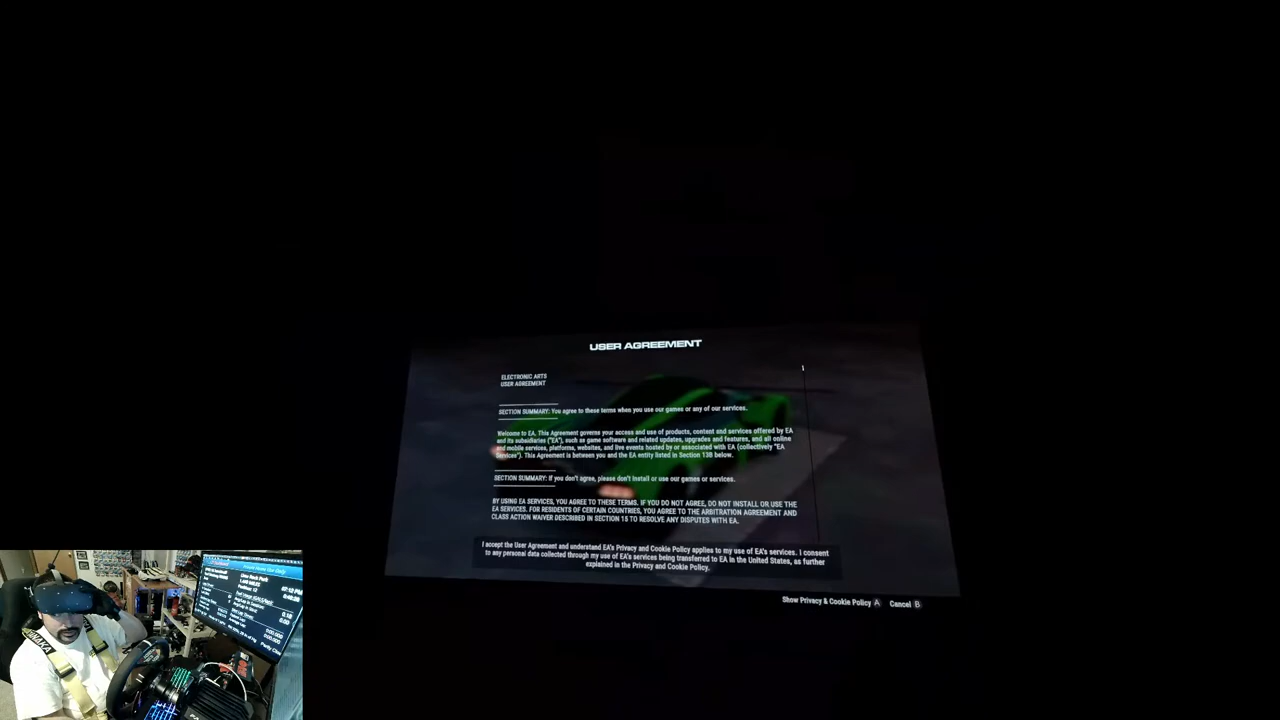 USER AGREEMENT
ELECTRONIC ARTS
USER AGREEMENT
SECTION SUMMARY: You agree to these terms when you use our games or any of our services.
Welcome to EA. This Agreement governs your access and use of products, content and services offered by EA
and its subsidiaries ("EA"), such as game software and related updates, upgrades and features, and all online
and mobile services, platforms, websites, and live events hosted by or associated with EA (collectively "EA
Services"). This Agreement is between you and the EA entity listed in Section 13B below.
SECTION SUMMARY: If you don't agree, please don't install or use our games or services.
BY USING EA SERVICES, YOU AGREE TO THESE TERMS. IF YOU DO NOT AGREE, DO NOT INSTALL OR USE THE
EA SERVICES. FOR RESIDENTS OF CERTAIN COUNTRIES, YOU AGREE TO THE ARBITRATION AGREEMENT AND
CLASS ACTION WAIVER DESCRIBED IN SECTION 15 TO RESOLVE ANY DISPUTES WITH EA.
I accept the User Agreement and understand EA's Privacy and Cookie Policy applies to my use of EA's services. I consent
to any personal data collected through my use of EA's services being transferred to EA in the United States, as further
explained in the Privacy and Cookie Policy.
Show Privacy & Cookie Policy A Cancel B
Lime Rock Park